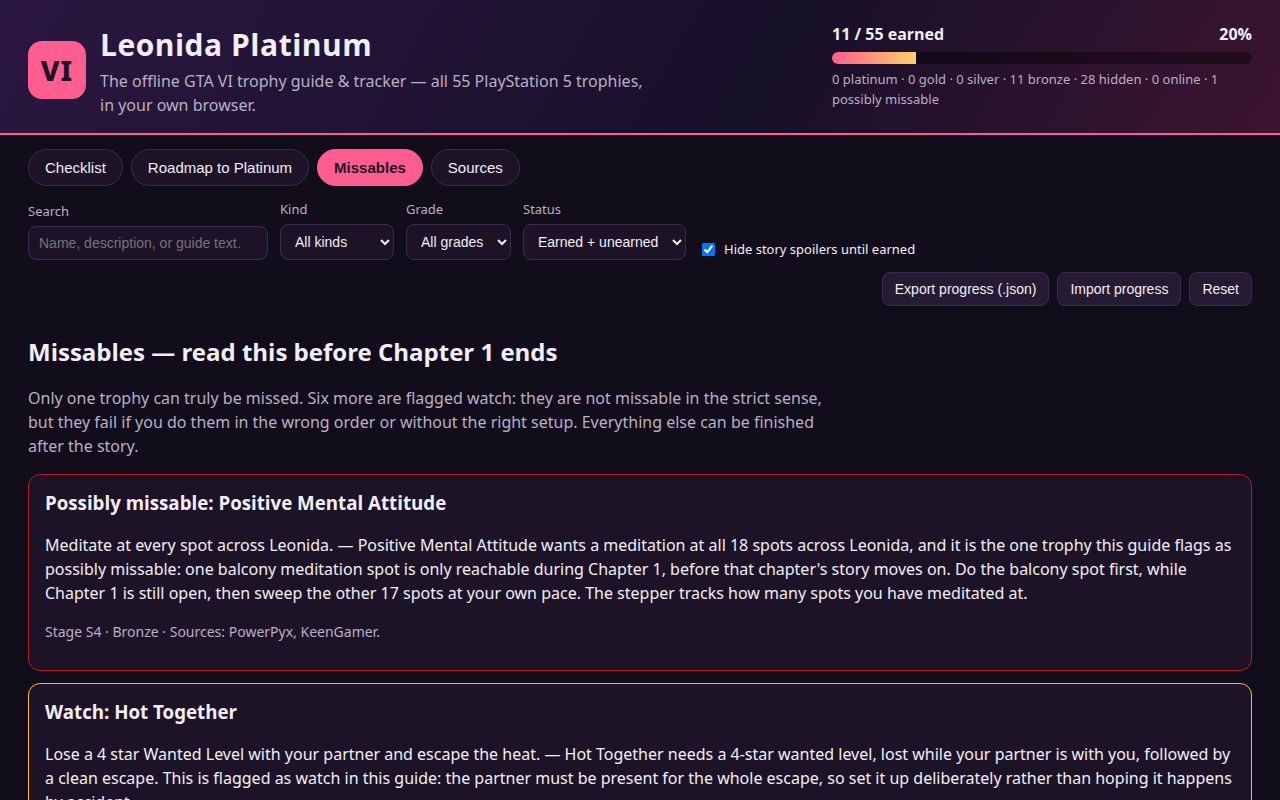 VI
Leonida Platinum
The offline GTA VI trophy guide & tracker — all 55 PlayStation 5 trophies,
in your own browser.
11 / 55 earned
20%
0 platinum · 0 gold · 0 silver · 11 bronze · 28 hidden · 0 online · 1
possibly missable
Checklist
Roadmap to Platinum
Missables
Sources
Search
Kind
Grade
Status
Name, description, or guide text.
All kinds
All grades
Earned + unearned
Hide story spoilers until earned
Export progress (.json)
Import progress
Reset
Missables — read this before Chapter 1 ends
Only one trophy can truly be missed. Six more are flagged watch: they are not missable in the strict sense,
but they fail if you do them in the wrong order or without the right setup. Everything else can be finished
after the story.
Possibly missable: Positive Mental Attitude
Meditate at every spot across Leonida. — Positive Mental Attitude wants a meditation at all 18 spots across Leonida, and it is the one trophy this guide flags as
possibly missable: one balcony meditation spot is only reachable during Chapter 1, before that chapter's story moves on. Do the balcony spot first, while
Chapter 1 is still open, then sweep the other 17 spots at your own pace. The stepper tracks how many spots you have meditated at.
Stage S4 · Bronze · Sources: PowerPyx, KeenGamer.
Watch: Hot Together
Lose a 4 star Wanted Level with your partner and escape the heat. — Hot Together needs a 4-star wanted level, lost while your partner is with you, followed by
a clean escape. This is flagged as watch in this guide: the partner must be present for the whole escape, so set it up deliberately rather than hoping it happens
by accident.